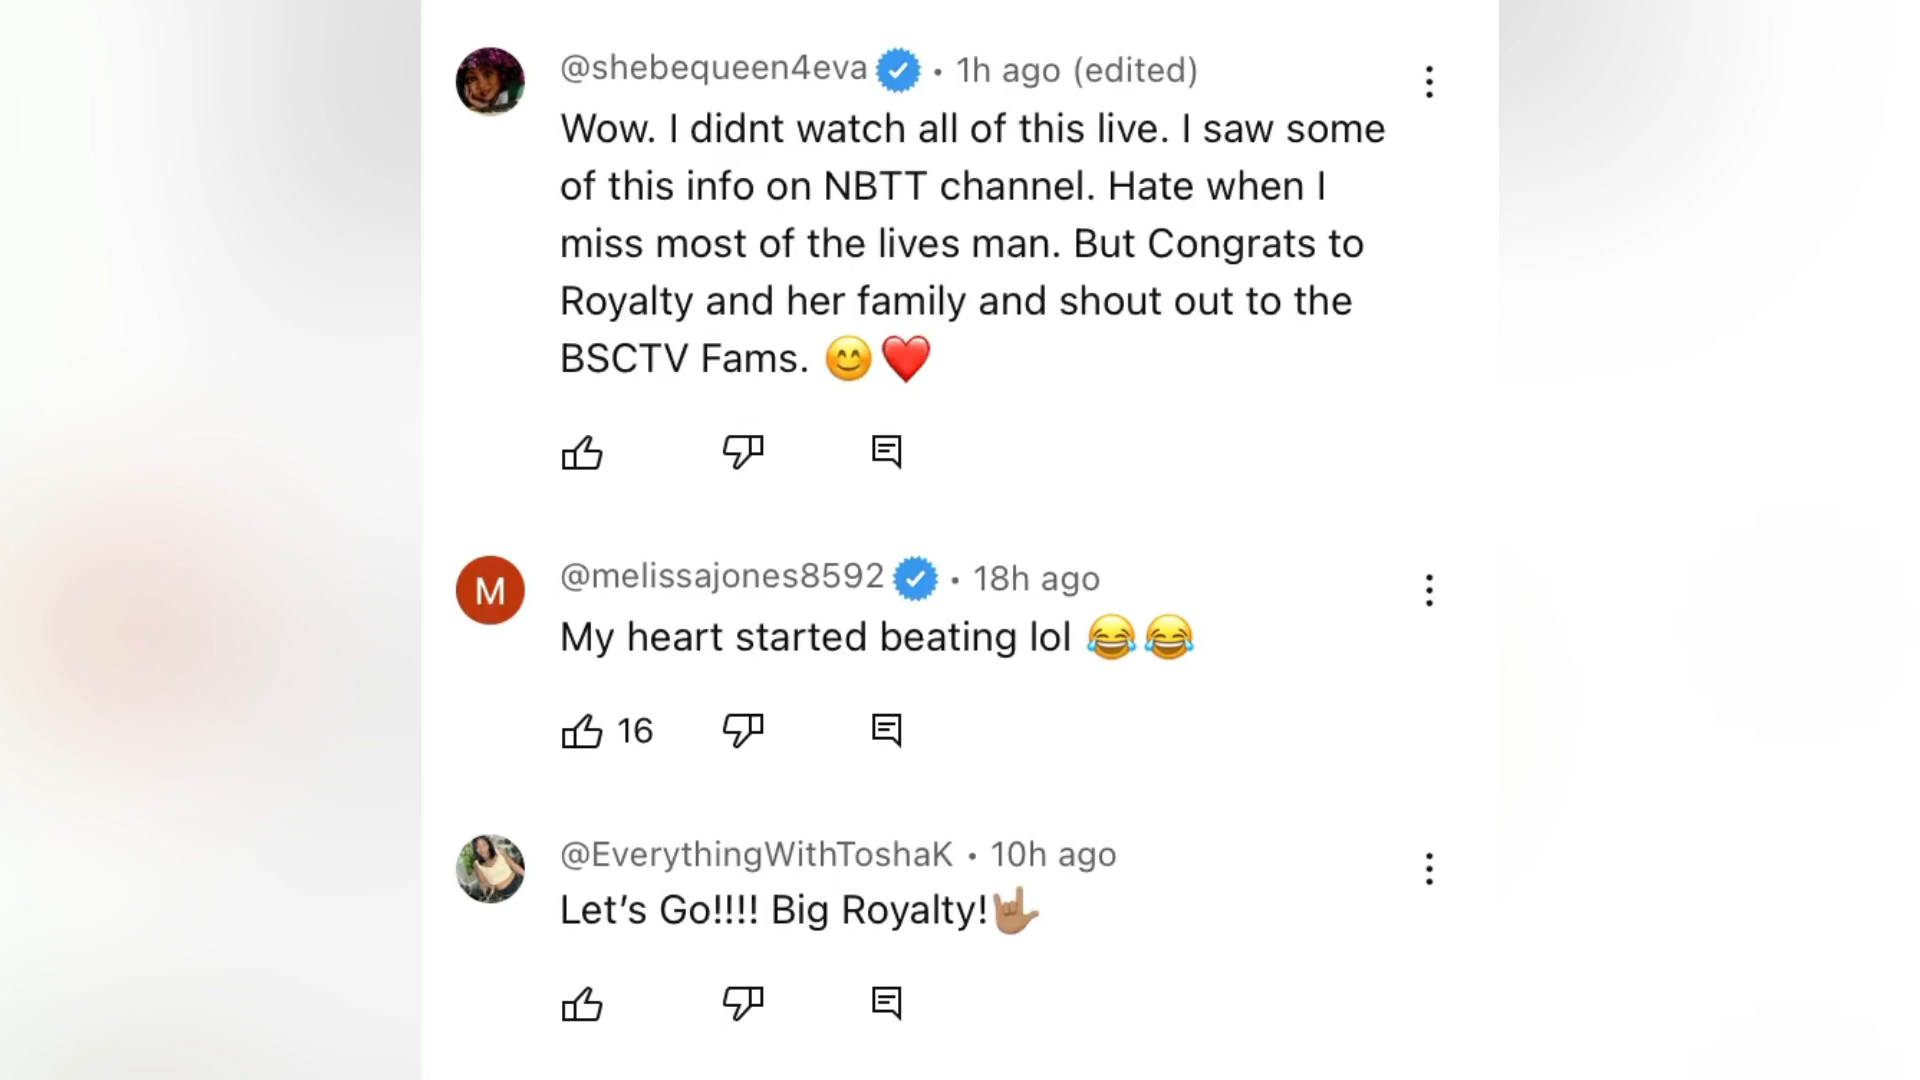 @shebequeen4eva • 1h ago (edited)
Wow. I didnt watch all of this live. I saw some
of this info on NBTT channel. Hate when I
miss most of the lives man. But Congrats to
Royalty and her family and shout out to the
BSCTV Fams. 😊❤️
M
@melissajones8592 • 18h ago
My heart started beating lol 😂😂
16
@EverythingWithToshaK • 10h ago
Let’s Go!!!! Big Royalty!🤟🏽